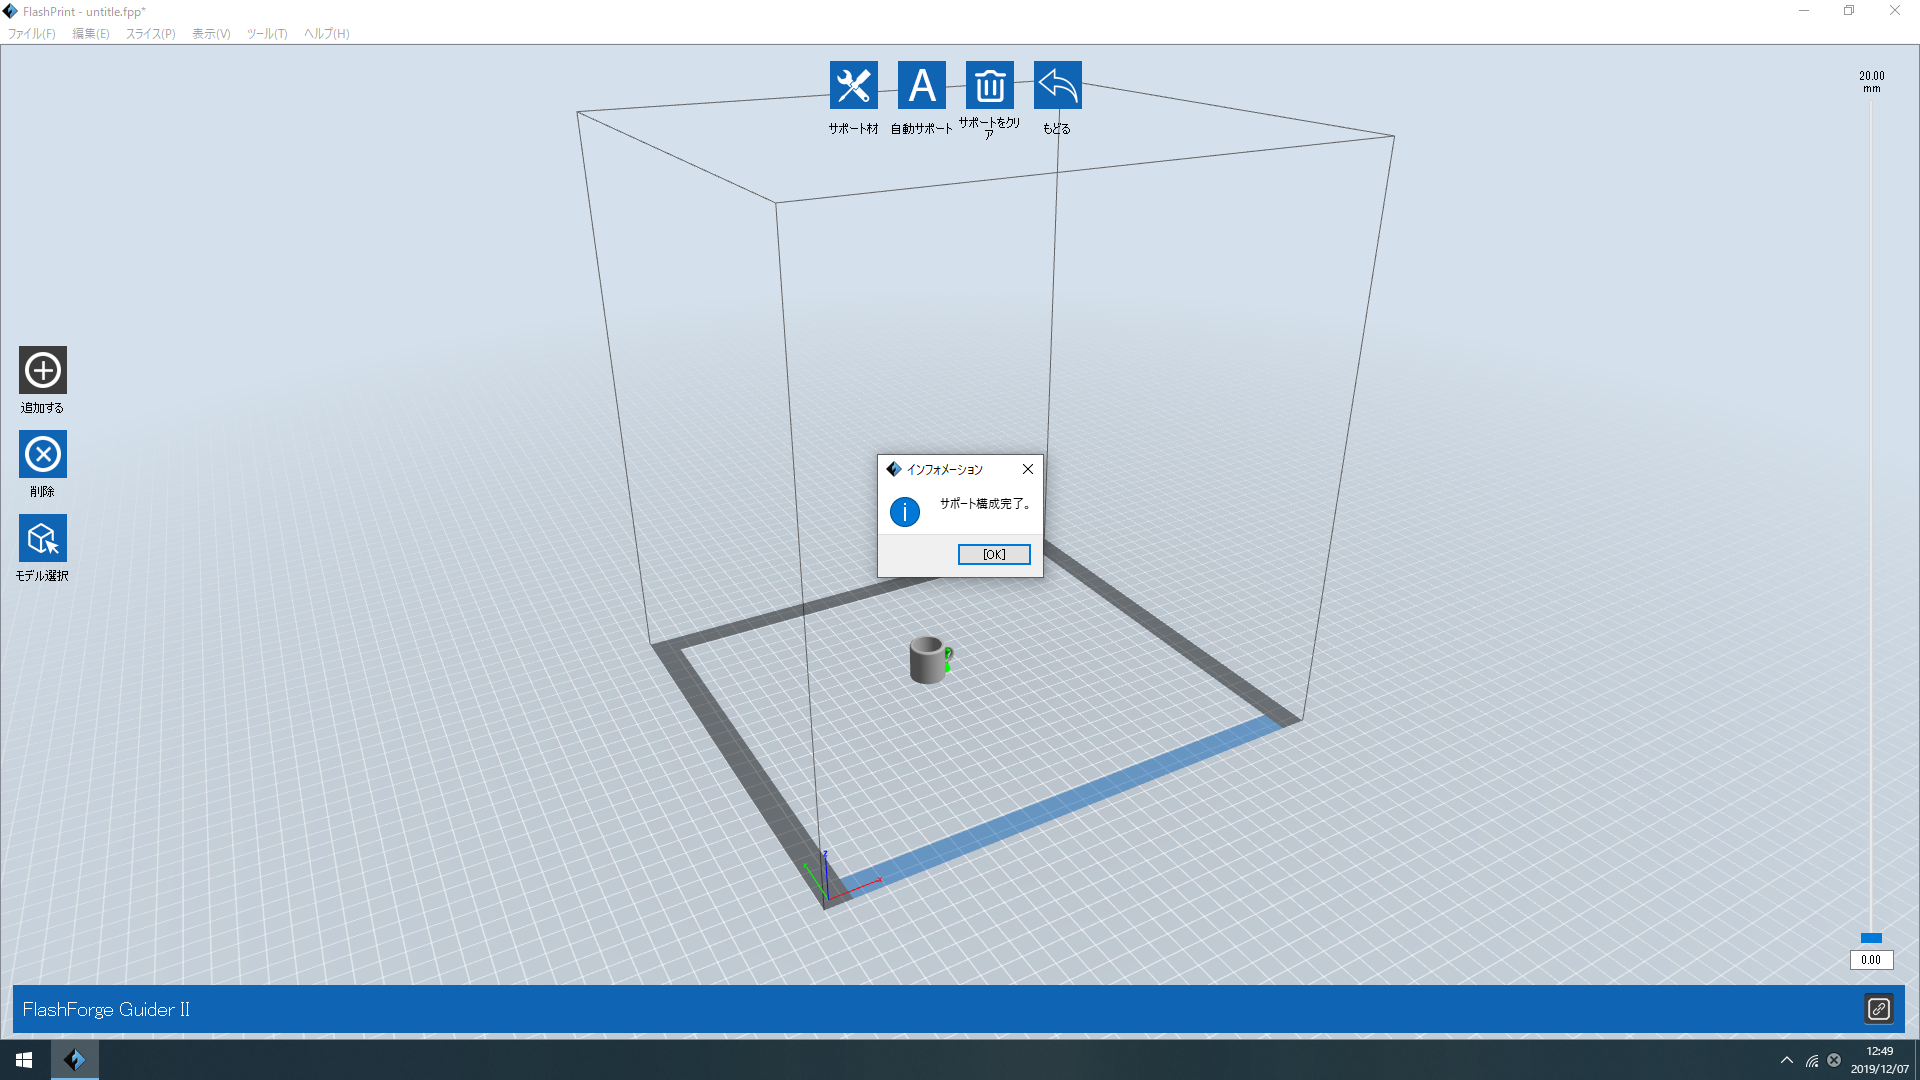 FlashPrint - untitle.fpp*
ファイル(F) 編集(E) スライス(P) 表示(V) ツール(T) ヘルプ(H)
サポート材
自動サポート
サポートをクリ
ア
もどる
20.00
mm
追加する
削除
モデル選択
インフォメーション
サポート構成完了。
[OK]
z
x
0.00
FlashForge Guider II
12:49
2019/12/07